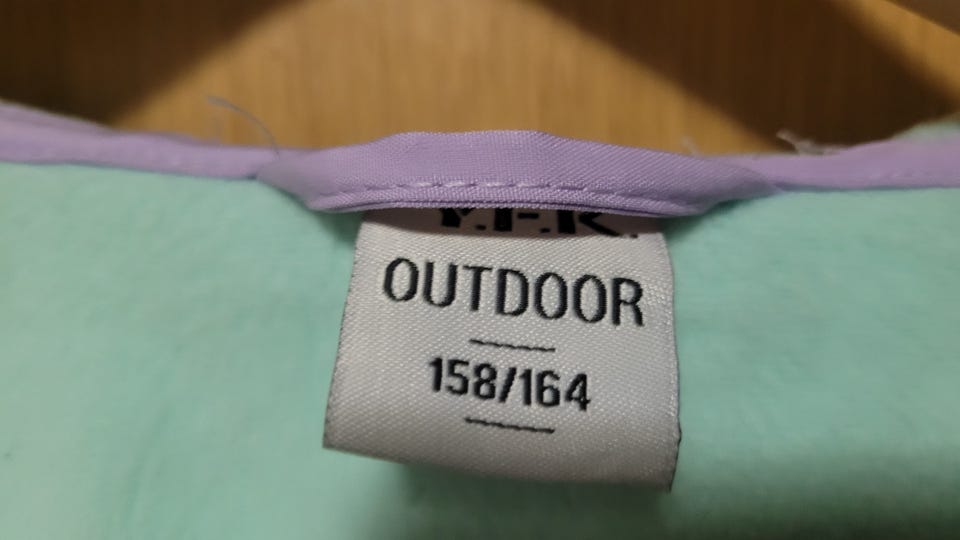 Y.F.K.
OUTDOOR
158/164